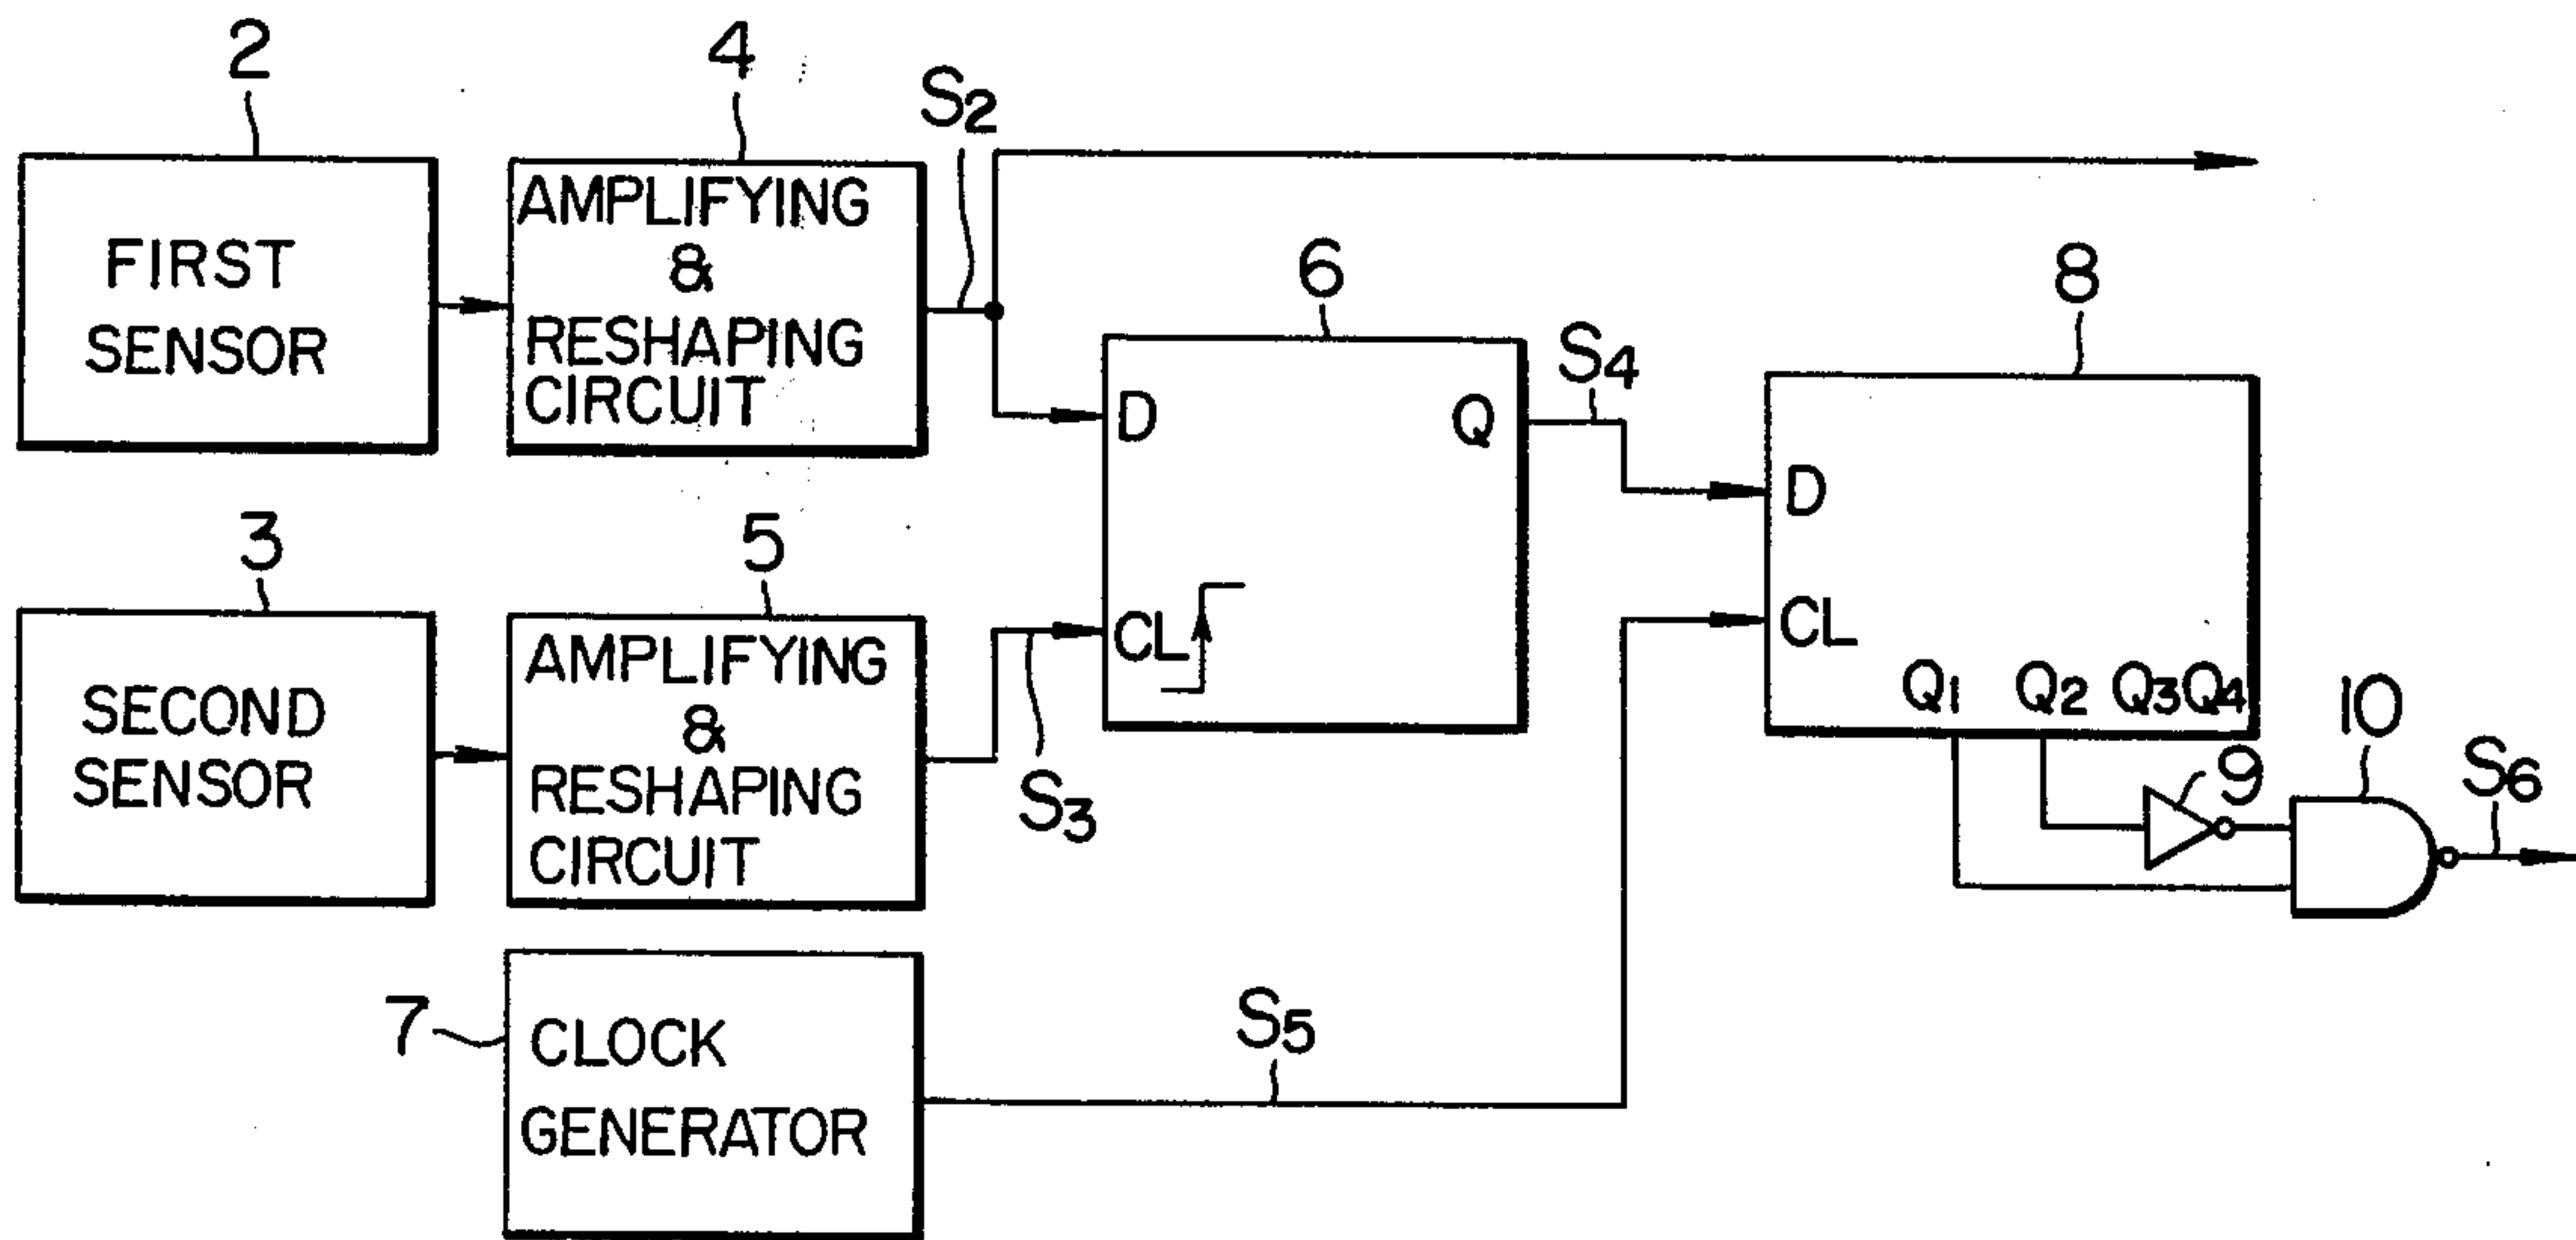 2
4
S2
FIRST
SENSOR
AMPLIFYING
&
RESHAPING
CIRCUIT
6
8
D
Q
S4
D
CL
3
5
SECOND
SENSOR
AMPLIFYING
&
RESHAPING
CIRCUIT
S3
CL
Q1 Q2 Q3 Q4
9
10
S6
7
CLOCK
GENERATOR
S5